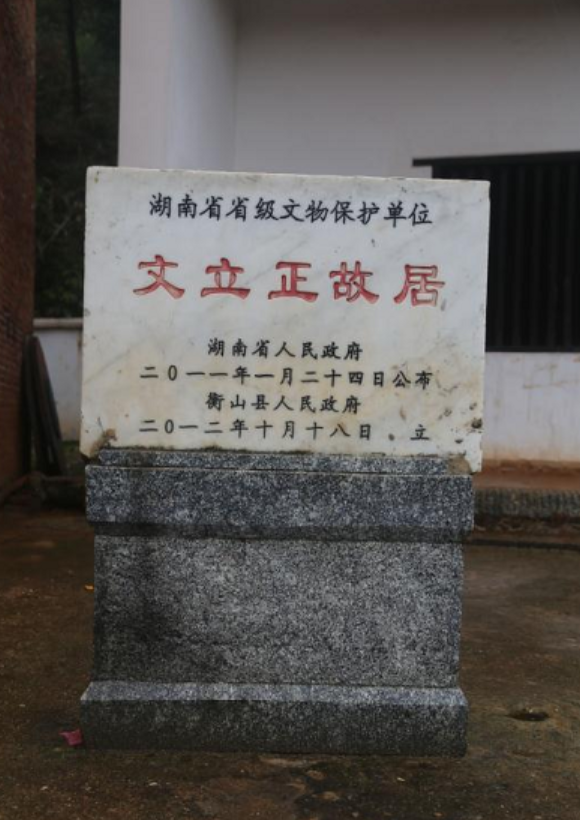 湖南省省级文物保护单位
文立正故居
湖南省人民政府
二0一一年一月二十四日公布
衡山县人民政府
二0一二年十月十八日 立